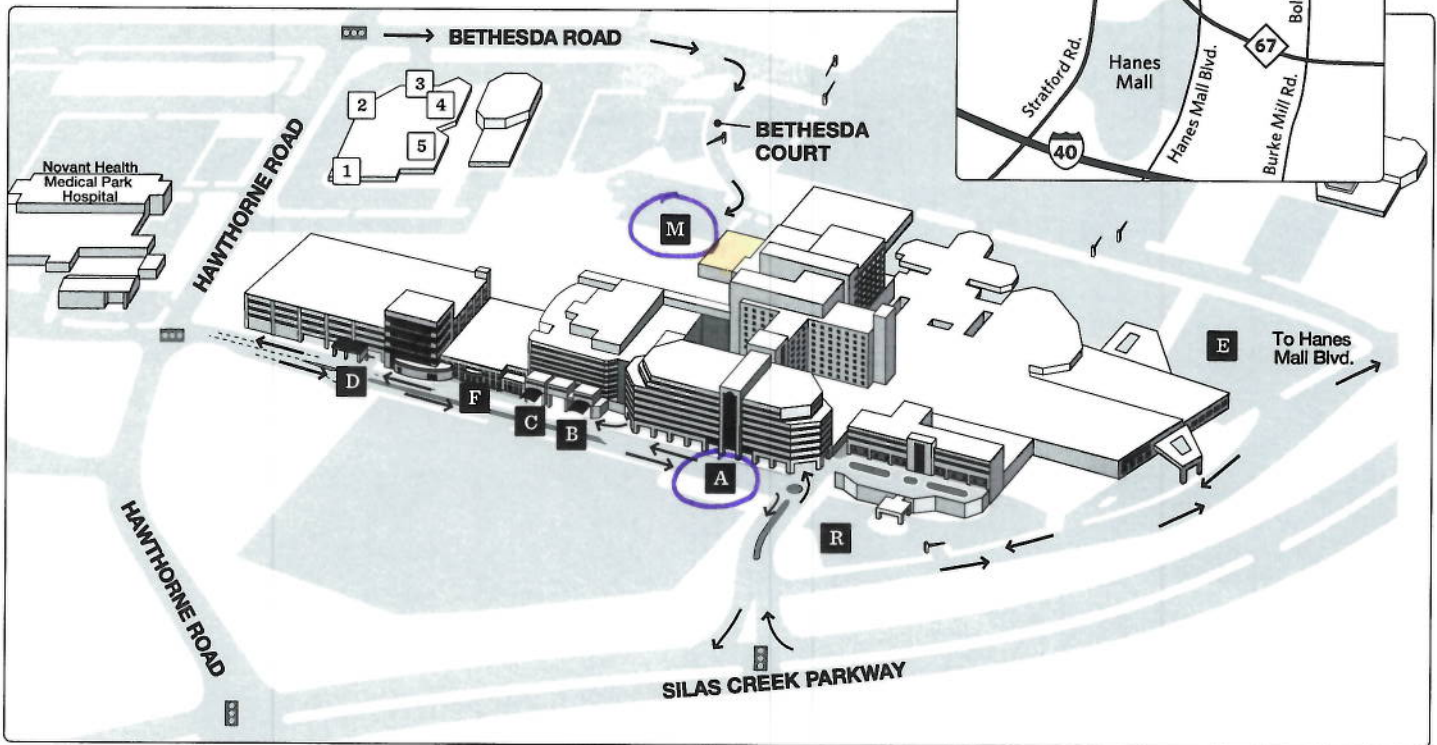 BETHESDA ROAD
Stratford Rd.
Hanes
Mall
Hanes Mall Blvd.
67
Burke Mill Rd.
40
3
2
4
5
1
BETHESDA
COURT
HAWTHORNE ROAD
Novant Health
Medical Park
Hospital
M
E
To Hanes
Mall Blvd.
D
F
C
B
A
R
HAWTHORNE ROAD
SILAS CREEK PARKWAY